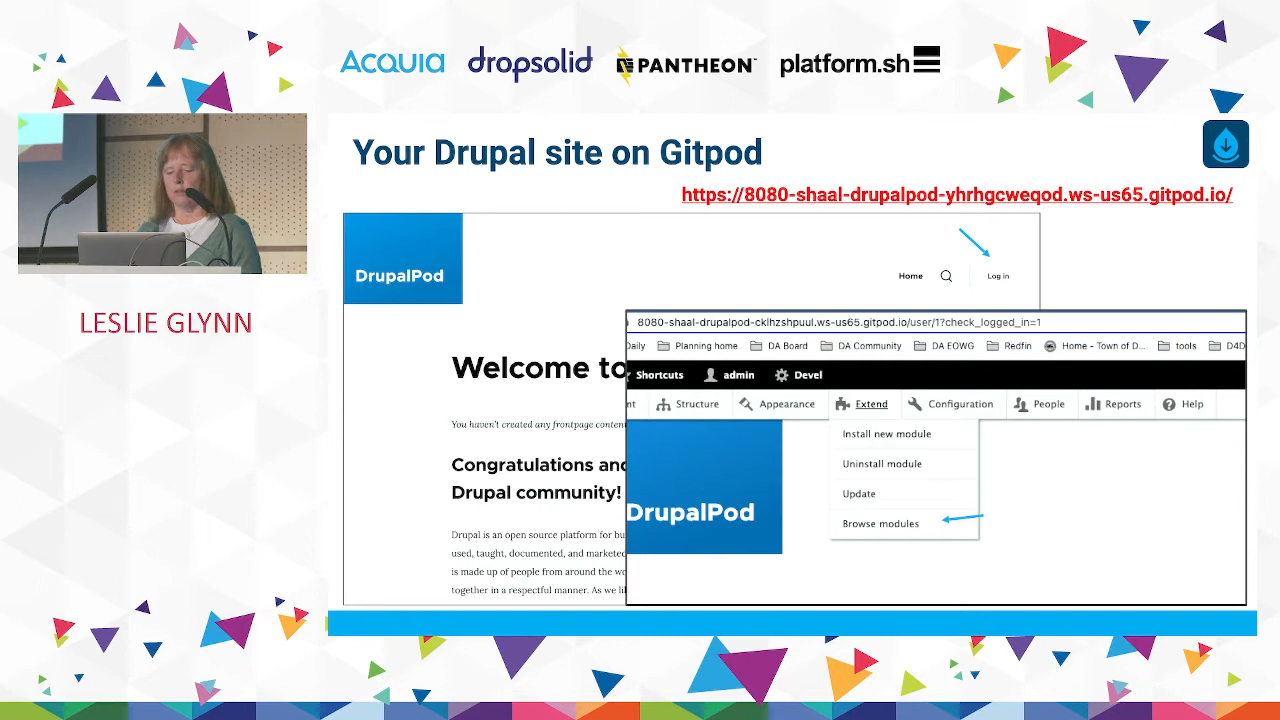 Acquia dropsolid PANTHEON platform.sh
Your Drupal site on Gitpod
https://8080-shaal-drupalpod-yhrhgcweqod.ws-us65.gitpod.io/
LESLIE GLYNN
DrupalPod
Home Log in
Welcome to
You haven't created any frontpage conten
Congratulations and
Drupal community!
Drupal is an open source platform for bu
used, taught, documented, and marketed
is made up of people from around the wo
together in a respectful manner. As we li
8080-shaal-drupalpod-cklhzshpuul.ws-us65.gitpod.io/user/1?check_logged_in=1
Daily Planning home DA Board DA Community DA EOWG Redfin Home - Town of D... tools D4D
Shortcuts admin Devel
nt Structure Appearance Extend Configuration People Reports Help
Install new module
Uninstall module
Update
Browse modules
DrupalPod